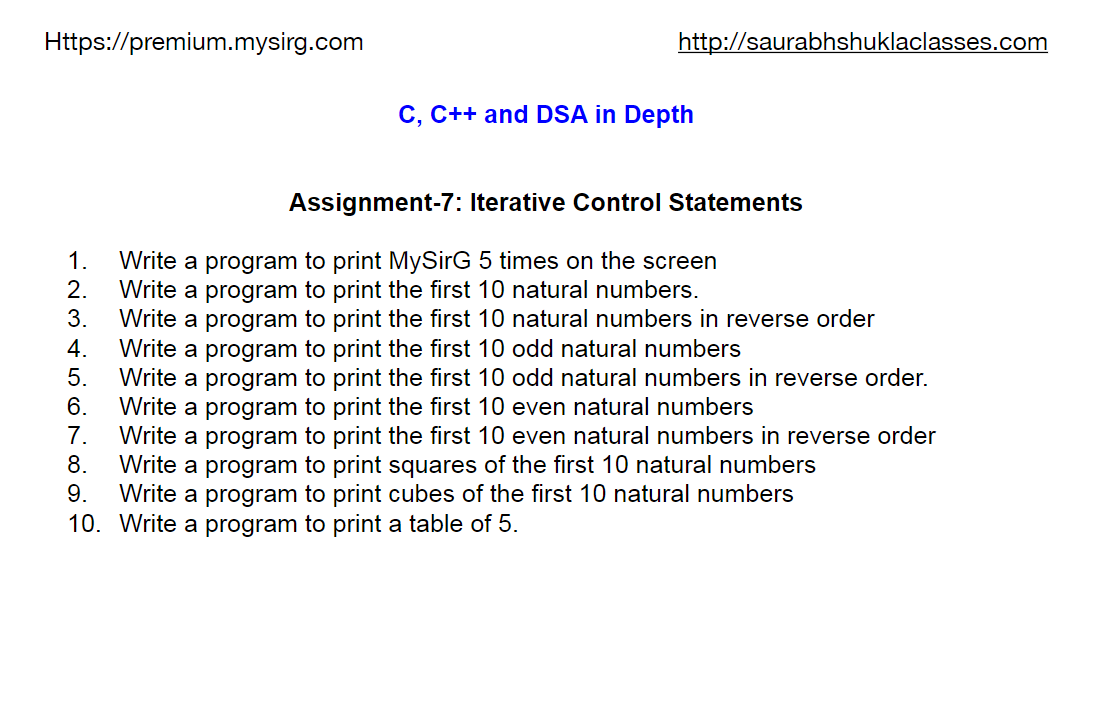 Https://premium.mysirg.com http://saurabhshuklaclasses.com
C, C++ and DSA in Depth
Assignment-7: Iterative Control Statements
1. Write a program to print MySirG 5 times on the screen
2. Write a program to print the first 10 natural numbers.
3. Write a program to print the first 10 natural numbers in reverse order
4. Write a program to print the first 10 odd natural numbers
5. Write a program to print the first 10 odd natural numbers in reverse order.
6. Write a program to print the first 10 even natural numbers
7. Write a program to print the first 10 even natural numbers in reverse order
8. Write a program to print squares of the first 10 natural numbers
9. Write a program to print cubes of the first 10 natural numbers
10. Write a program to print a table of 5.